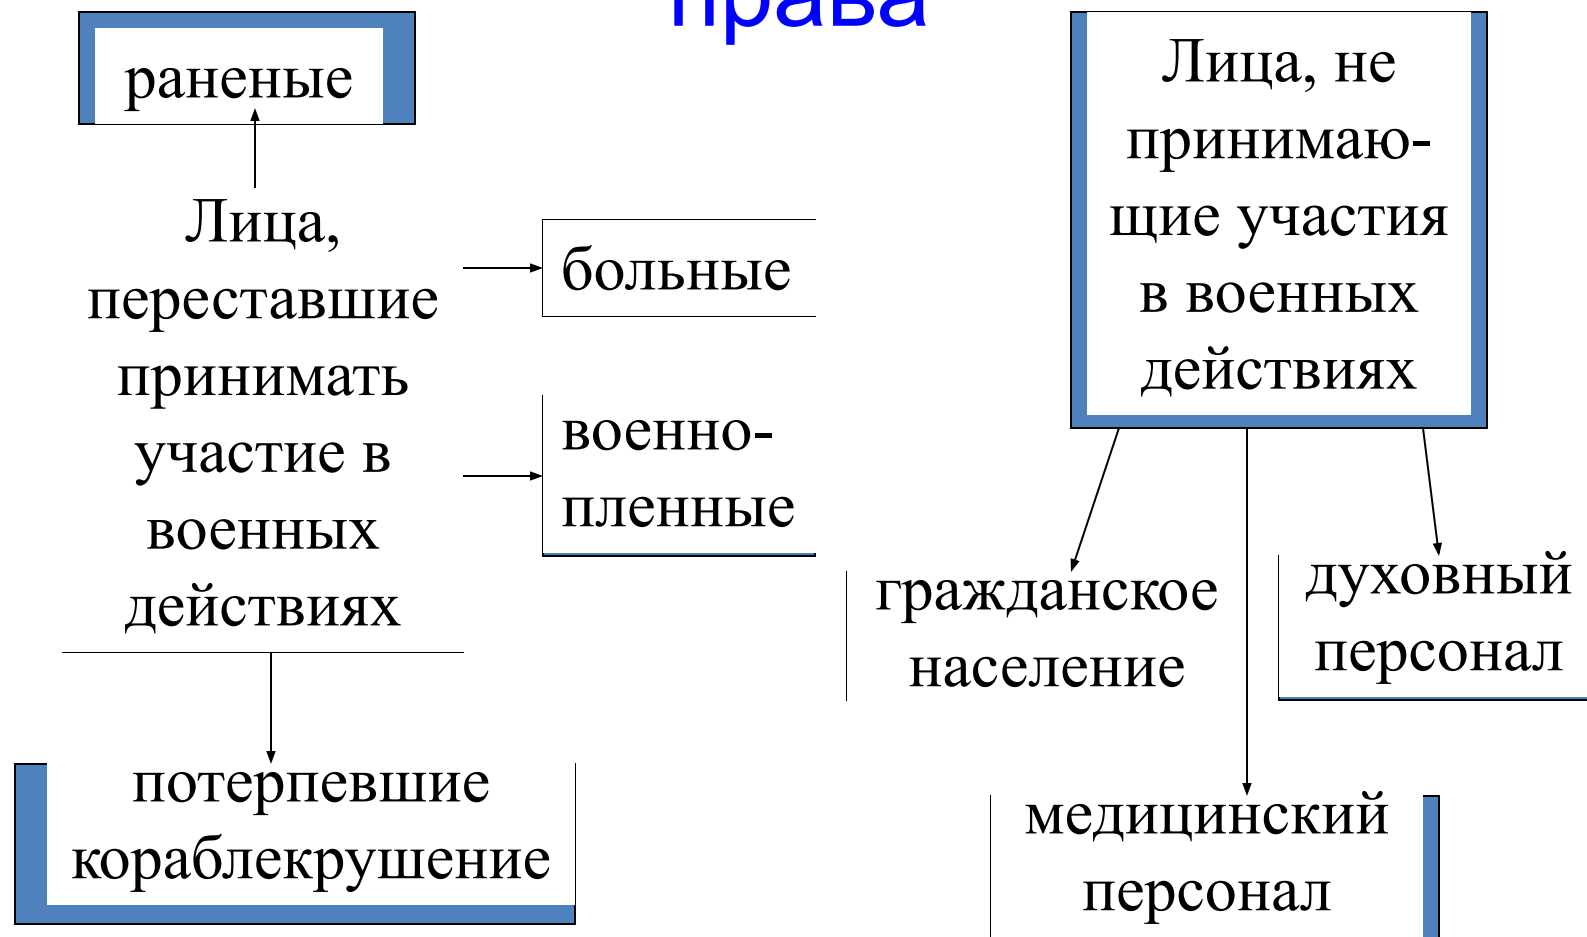 права
раненые
Лица,
переставшие
принимать
участие в
военных
действиях
больные
военно-
пленные
потерпевшие
кораблекрушение
Лица, не
принимаю-
щие участия
в военных
действиях
гражданское
население
духовный
персонал
медицинский
персонал